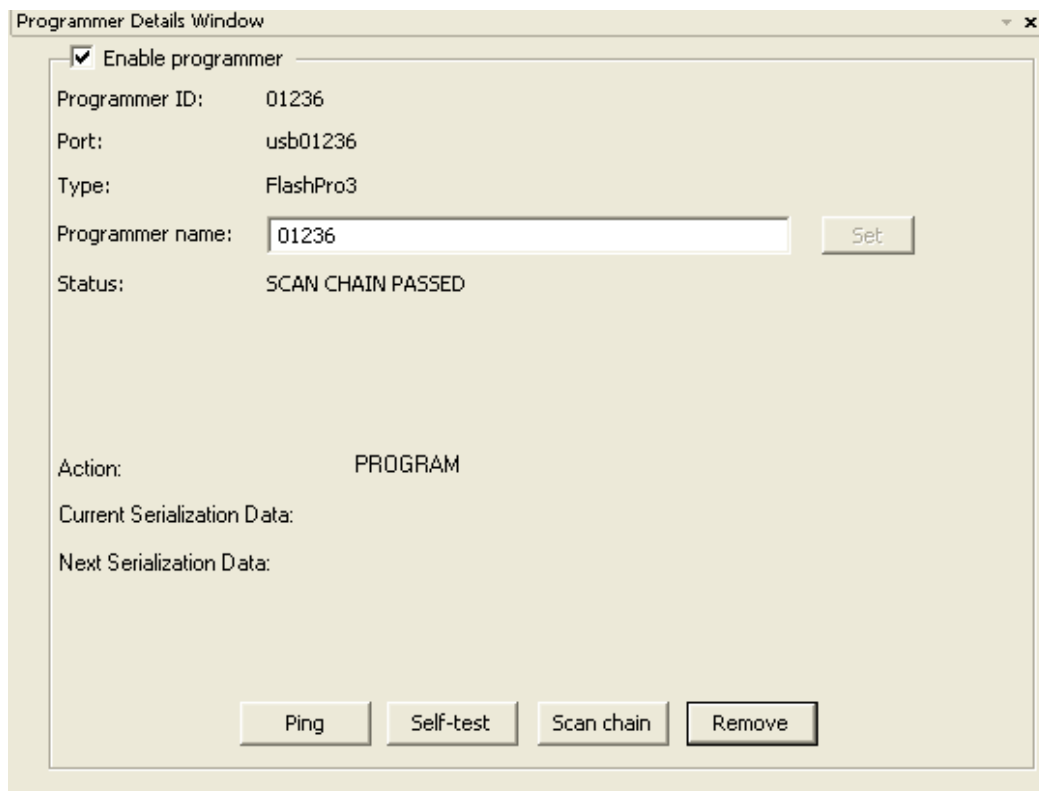 Programmer Details Window
Enable programmer
Programmer ID: 01236
Port: usb01236
Type: FlashPro3
Programmer name: 01236 Set
Status: SCAN CHAIN PASSED
Action: PROGRAM
Current Serialization Data:
Next Serialization Data:
Ping Self-test Scan chain Remove